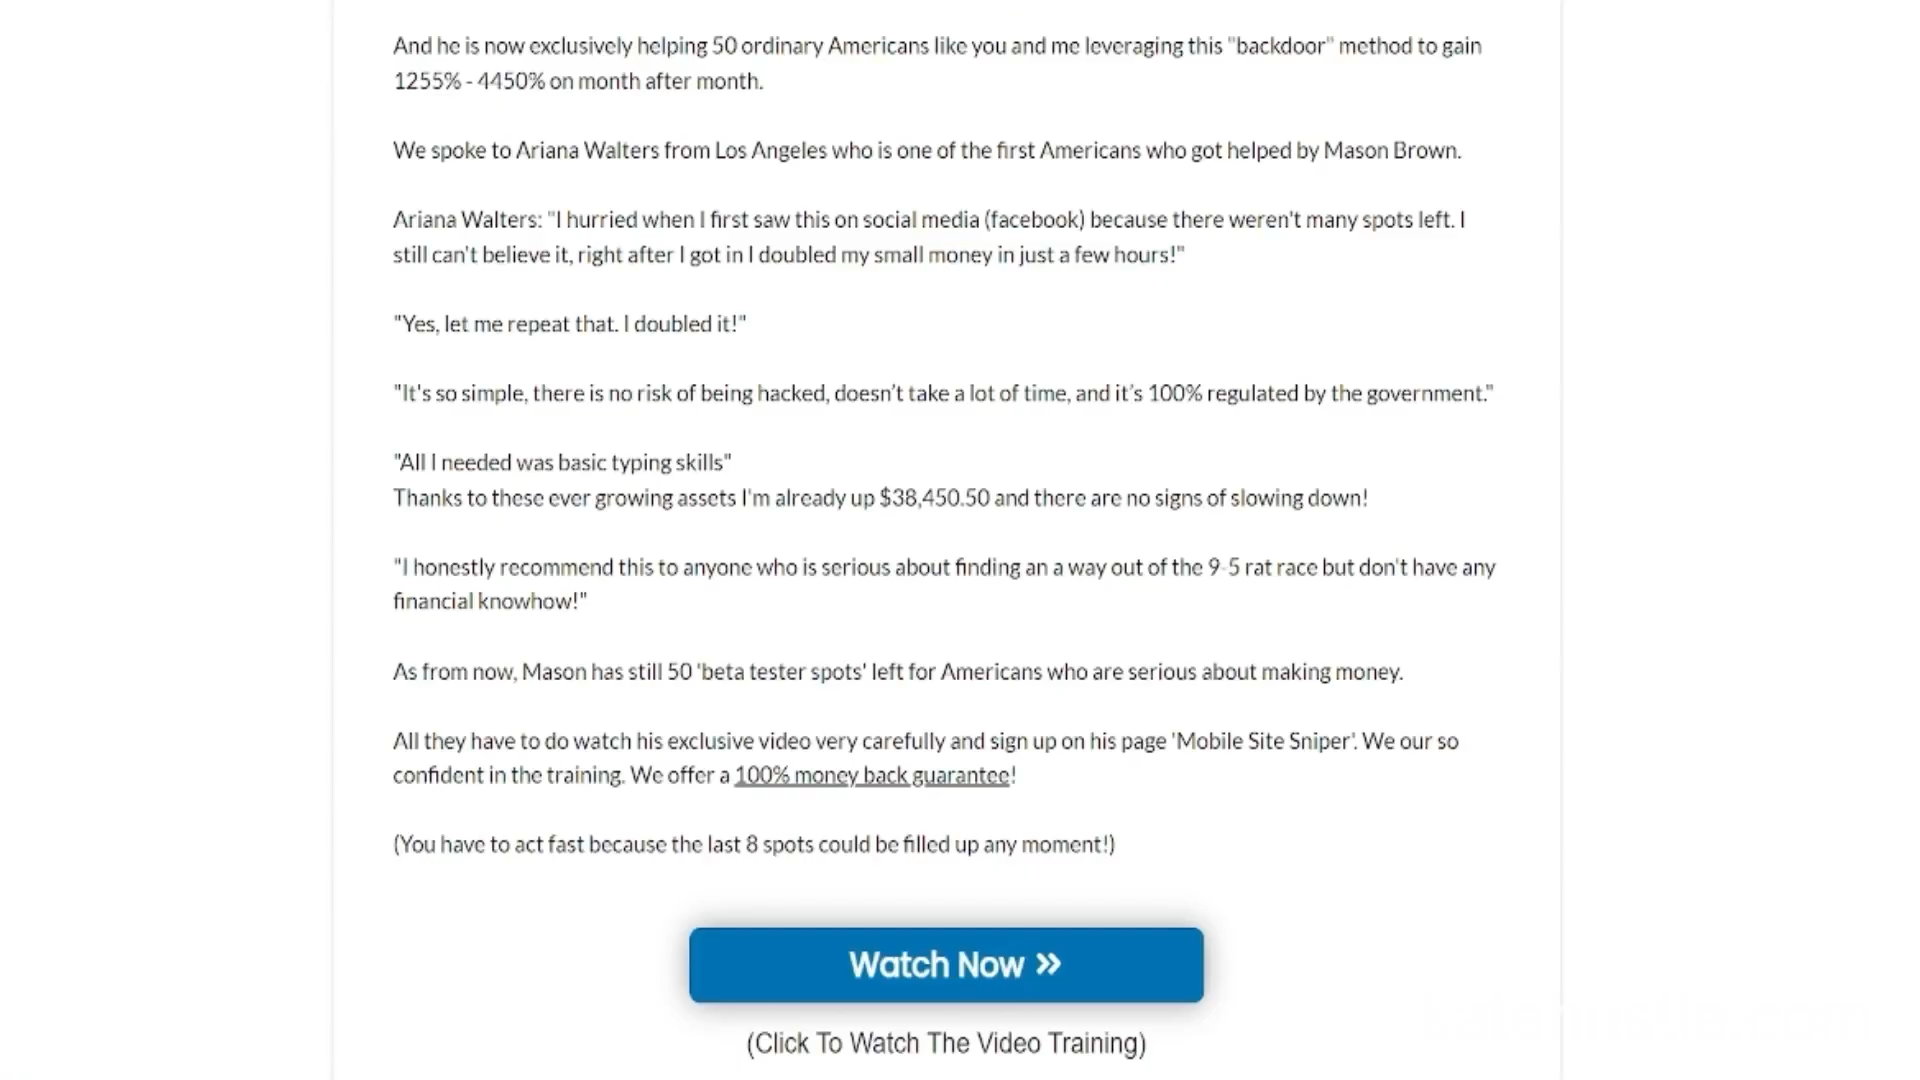 And he is now exclusively helping 50 ordinary Americans like you and me leveraging this "backdoor" method to gain
1255% - 4450% on month after month.
We spoke to Ariana Walters from Los Angeles who is one of the first Americans who got helped by Mason Brown.
Ariana Walters: "I hurried when I first saw this on social media (facebook) because there weren't many spots left. I
still can't believe it, right after I got in I doubled my small money in just a few hours!"
"Yes, let me repeat that. I doubled it!"
"It's so simple, there is no risk of being hacked, doesn’t take a lot of time, and it’s 100% regulated by the government."
"All I needed was basic typing skills"
Thanks to these ever growing assets I'm already up $38,450.50 and there are no signs of slowing down!
"I honestly recommend this to anyone who is serious about finding an a way out of the 9-5 rat race but don't have any
financial knowhow!"
As from now, Mason has still 50 'beta tester spots' left for Americans who are serious about making money.
All they have to do watch his exclusive video very carefully and sign up on his page 'Mobile Site Sniper'. We our so
confident in the training. We offer a 100% money back guarantee!
(You have to act fast because the last 8 spots could be filled up any moment!)
Watch Now »
(Click To Watch The Video Training)